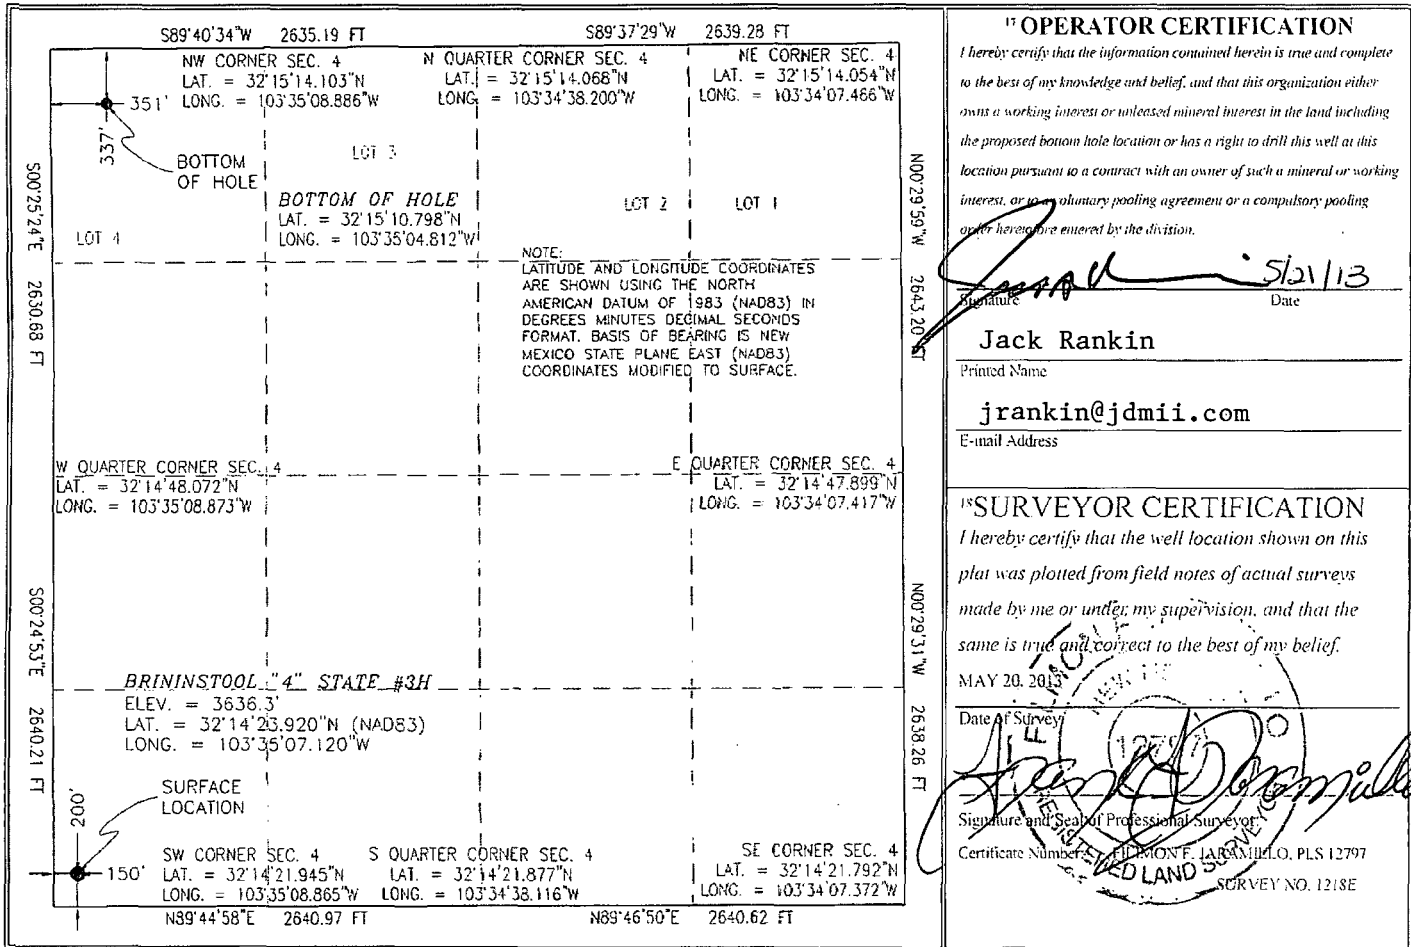 S89°40'34"W 2635.19 FT
S89°37'29"W 2639.28 FT
NW CORNER SEC. 4
LAT. = 32°15'14.103"N
LONG. = 103°35'08.886"W
N QUARTER CORNER SEC. 4
LAT. = 32°15'14.068"N
LONG. = 103°34'38.200"W
NE CORNER SEC. 4
LAT. = 32°15'14.054"N
LONG. = 103°34'07.466"W
351'
337'
BOTTOM
OF HOLE
LOT 3
BOTTOM OF HOLE
LAT. = 32°15'10.798"N
LONG. = 103°35'04.812"W
LOT 2
LOT 1
LOT 4
S00°25'24"E 2630.68 FT
N00°29'59"W 2643.20 FT
NOTE:
LATITUDE AND LONGITUDE COORDINATES
ARE SHOWN USING THE NORTH
AMERICAN DATUM OF 1983 (NAD83) IN
DEGREES MINUTES DECIMAL SECONDS
FORMAT. BASIS OF BEARING IS NEW
MEXICO STATE PLANE EAST (NAD83)
COORDINATES MODIFIED TO SURFACE.
W QUARTER CORNER SEC. 4
LAT. = 32°14'48.072"N
LONG. = 103°35'08.873"W
E QUARTER CORNER SEC. 4
LAT. = 32°14'47.899"N
LONG. = 103°34'07.417"W
S00°24'53"E 2640.21 FT
N00°29'31"W 2638.26 FT
BRININSTOOL "4" STATE #3H
ELEV. = 3636.3'
LAT. = 32°14'23.920"N (NAD83)
LONG. = 103°35'07.120"W
SURFACE
LOCATION
200'
150'
SW CORNER SEC. 4
LAT. = 32°14'21.945"N
LONG. = 103°35'08.865"W
S QUARTER CORNER SEC. 4
LAT. = 32°14'21.877"N
LONG. = 103°34'38.116"W
SE CORNER SEC. 4
LAT. = 32°14'21.792"N
LONG. = 103°34'07.372"W
N89°44'58"E 2640.97 FT
N89°46'50"E 2640.62 FT
17 OPERATOR CERTIFICATION
I hereby certify that the information contained herein is true and complete
to the best of my knowledge and belief, and that this organization either
owns a working interest or unleased mineral interest in the land including
the proposed bottom hole location or has a right to drill this well at this
location pursuant to a contract with an owner of such a mineral or working
interest, or to a voluntary pooling agreement or a compulsory pooling
order heretofore entered by the division.
5/21/13
Signature Date
Jack Rankin
Printed Name
jrankin@jdmii.com
E-mail Address
18 SURVEYOR CERTIFICATION
I hereby certify that the well location shown on this
plat was plotted from field notes of actual surveys
made by me or under my supervision, and that the
same is true and correct to the best of my belief.
MAY 20, 2013
Date of Survey
12797
Signature and Seal of Professional Surveyor:
Certificate Number: FILIMON F. JARAMILLO, PLS 12797
SURVEY NO. 1218E